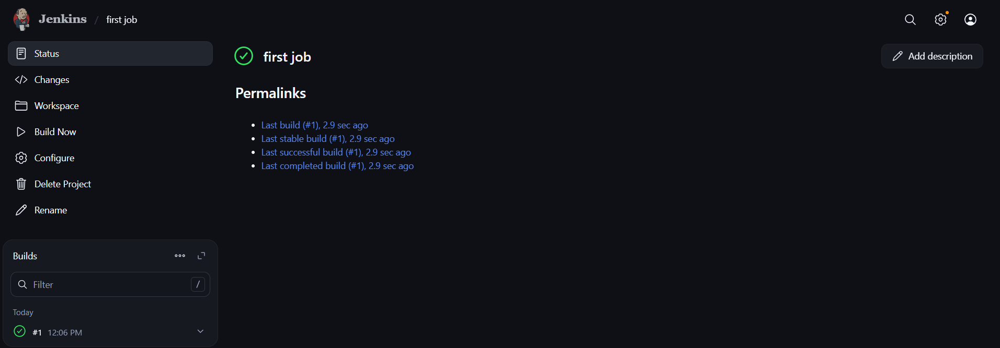 Jenkins / first job
Status
Changes
Workspace
Build Now
Configure
Delete Project
Rename
Builds
Filter /
Today
#1 12:06 PM
first job
Add description
Permalinks
Last build (#1), 2.9 sec ago
Last stable build (#1), 2.9 sec ago
Last successful build (#1), 2.9 sec ago
Last completed build (#1), 2.9 sec ago